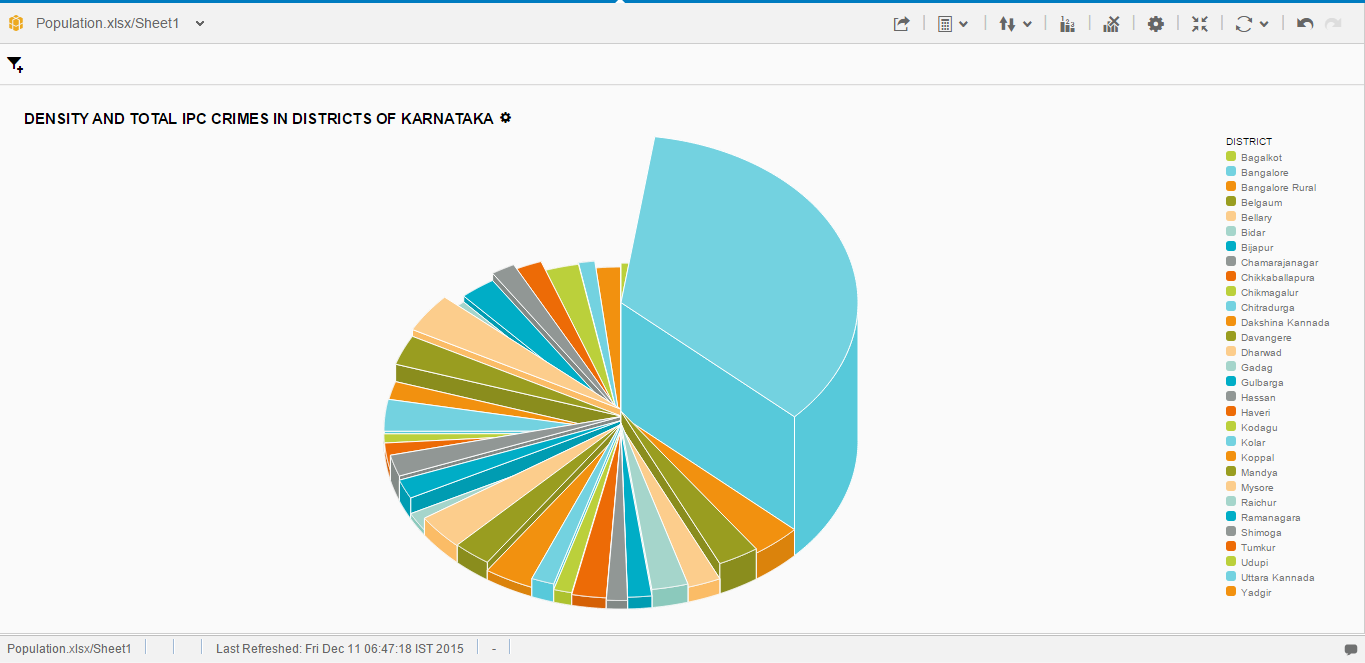 Population.xlsx/Sheet1
DENSITY AND TOTAL IPC CRIMES IN DISTRICTS OF KARNATAKA
DISTRICT
Bagalkot
Bangalore
Bangalore Rural
Belgaum
Bellary
Bidar
Bijapur
Chamarajanagar
Chikkaballapura
Chikmagalur
Chitradurga
Dakshina Kannada
Davangere
Dharwad
Gadag
Gulbarga
Hassan
Haveri
Kodagu
Kolar
Koppal
Mandya
Mysore
Raichur
Ramanagara
Shimoga
Tumkur
Udupi
Uttara Kannada
Yadgir
Population.xlsx/Sheet1 Last Refreshed: Fri Dec 11 06:47:18 IST 2015 -